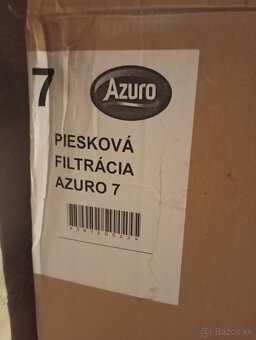 7
Azuro
PIESKOVÁ
FILTRÁCIA
AZURO 7
Bazos.sk